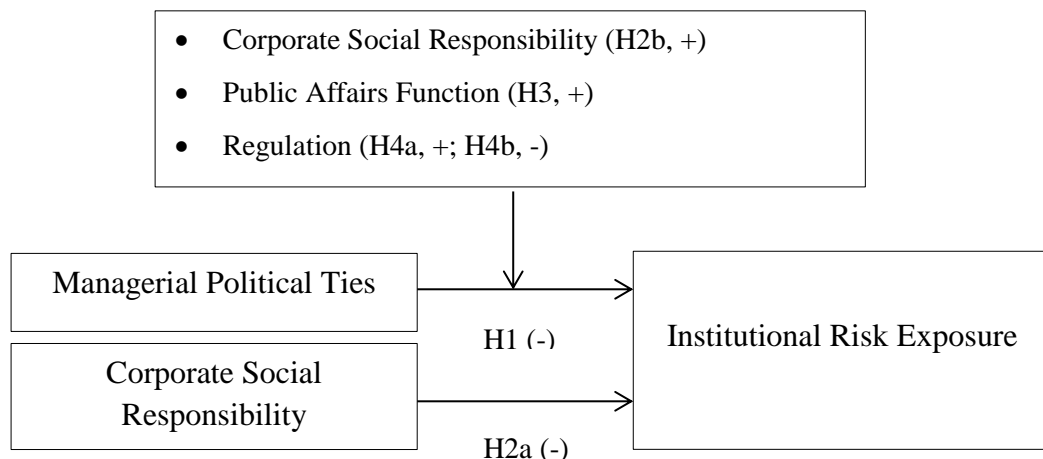 • Corporate Social Responsibility (H2b, +)
• Public Affairs Function (H3, +)
• Regulation (H4a, +; H4b, -)
Managerial Political Ties
H1 (-)
Institutional Risk Exposure
Corporate Social
Responsibility
H2a (-)